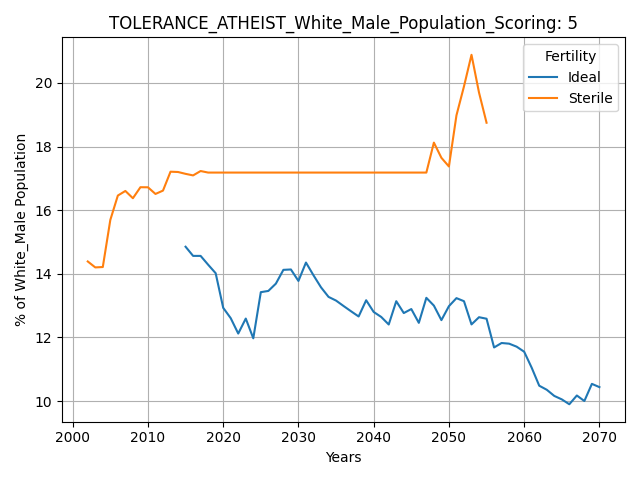 TOLERANCE_ATHEIST_White_Male_Population_Scoring: 5
Fertility
Ideal
Sterile
% of White_Male Population
20
18
16
14
12
10
2000 2010 2020 2030 2040 2050 2060 2070
Years